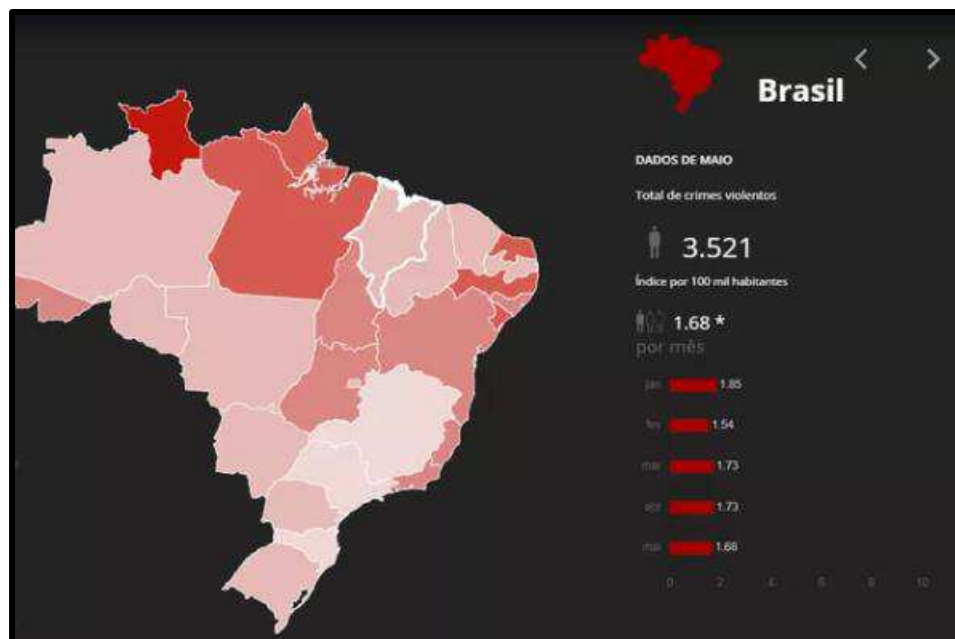 Brasil
DADOS DE MAIO
Total de crimes violentos
3.521
Índice por 100 mil habitantes
1.68 *
por mês
jan 1.85
fev 1.54
mar 1.73
abr 1.73
mai 1.68
0 2 4 6 8 10